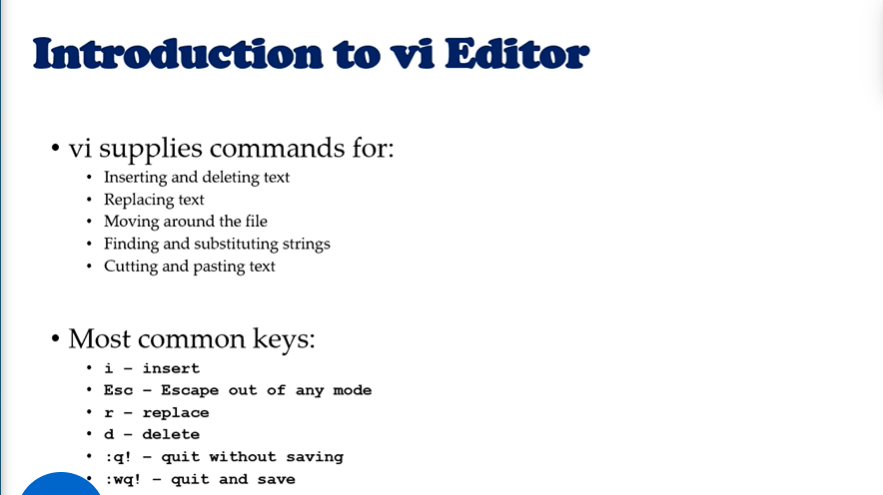 Introduction to vi Editor
• vi supplies commands for:
• Inserting and deleting text
• Replacing text
• Moving around the file
• Finding and substituting strings
• Cutting and pasting text
• Most common keys:
• i – insert
• Esc – Escape out of any mode
• r – replace
• d – delete
• :q! – quit without saving
• :wq! – quit and save